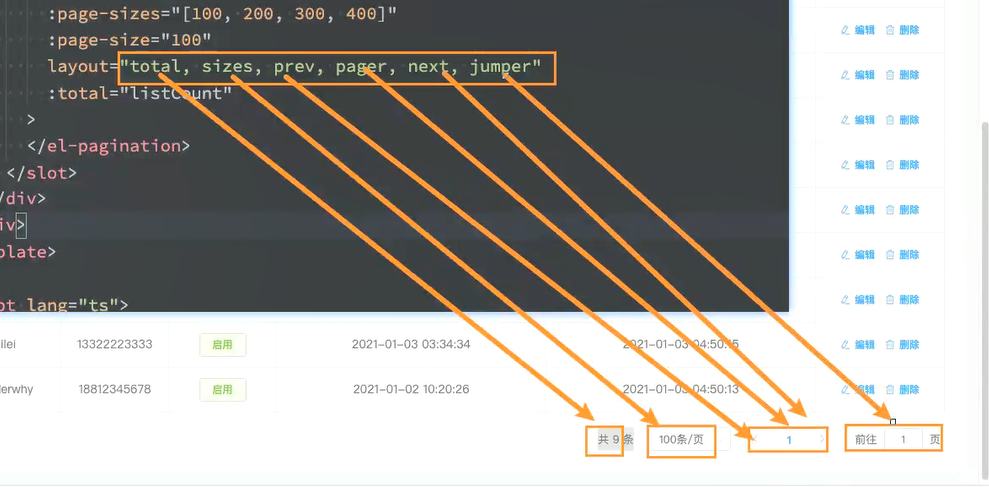 :page-sizes="[100, 200, 300, 400]"
:page-size="100"
layout="total, sizes, prev, pager, next, jumper"
:total="listCount"
>
</el-pagination>
</slot>
/div>
iv>
plate>
pt lang="ts">
编辑 删除
编辑 删除
编辑 删除
编辑 删除
编辑 删除
编辑 删除
编辑 删除
ilei 13322223333 启用 2021-01-03 03:34:34 2021-01-03 04:50:15 编辑 删除
lerwhy 18812345678 启用 2021-01-02 10:20:26 2021-01-03 04:50:13 编辑 删除
共 9 条 100条/页 1 前往 1 页